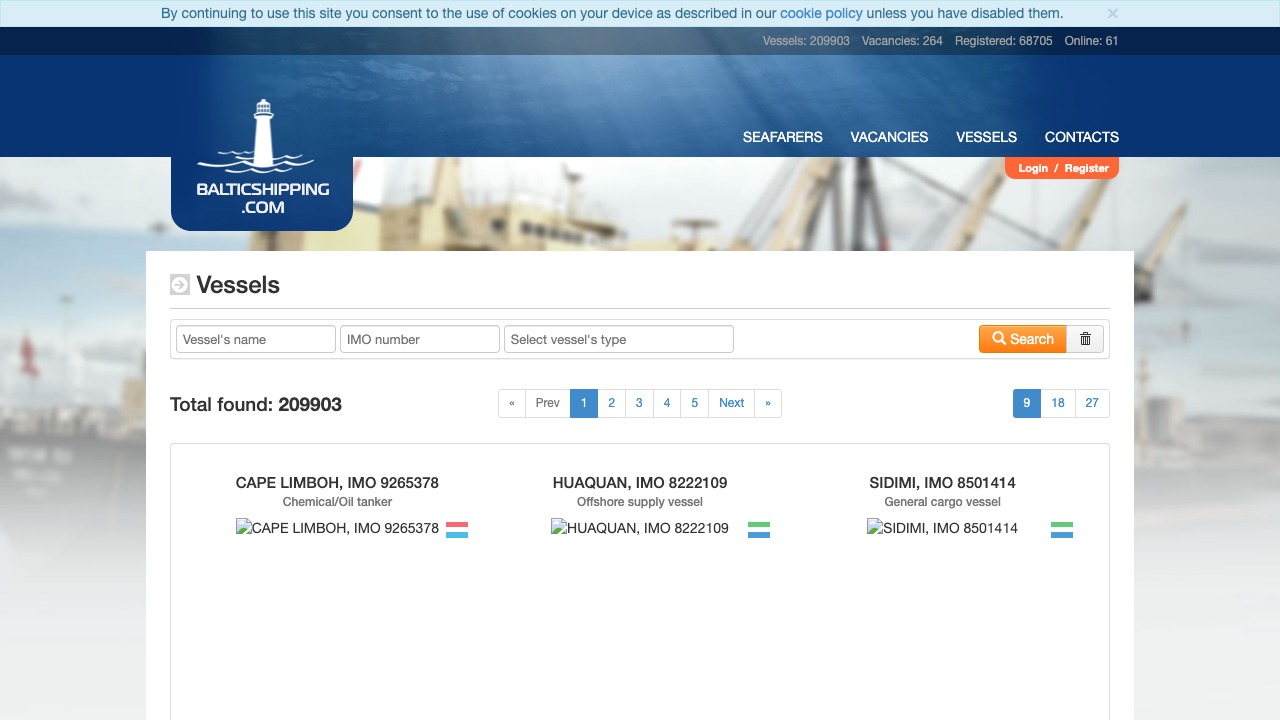 By continuing to use this site you consent to the use of cookies on your device as described in our cookie policy unless you have disabled them. ×
Vessels: 209903 Vacancies: 264 Registered: 68705 Online: 61
SEAFARERS VACANCIES VESSELS CONTACTS
Login / Register
BALTICSHIPPING
.COM
Vessels
Vessel's name IMO number Select vessel's type Search
Total found: 209903 « Prev 1 2 3 4 5 Next » 9 18 27
CAPE LIMBOH, IMO 9265378 HUAQUAN, IMO 8222109 SIDIMI, IMO 8501414
Chemical/Oil tanker Offshore supply vessel General cargo vessel
CAPE LIMBOH, IMO 9265378 HUAQUAN, IMO 8222109 SIDIMI, IMO 8501414